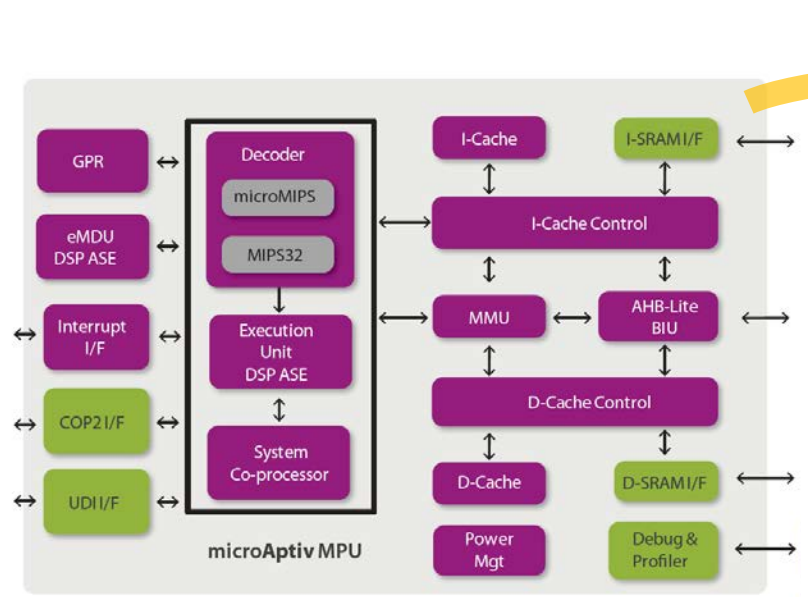 GPR
eMDU
DSP ASE
Interrupt
I/F
COP2 I/F
UDI I/F
Decoder
microMIPS
MIPS32
Execution
Unit
DSP ASE
System
Co-processor
microAptiv MPU
I-Cache
I-SRAM I/F
I-Cache Control
MMU
AHB-Lite
BIU
D-Cache Control
D-Cache
D-SRAM I/F
Power
Mgt
Debug &
Profiler